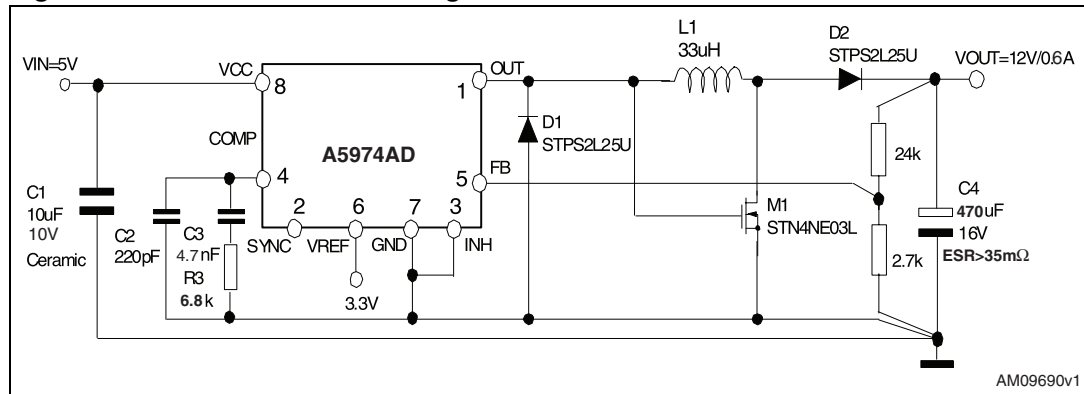 L1
33uH
D2
STPS2L25U
VIN=5V
VOUT=12V/0.6A
VCC
OUT
8
1
COMP
A5974AD
D1
STPS2L25U
FB
24k
4
5
C1
10uF
10V
Ceramic
C2
220pF
C3
4.7nF
R3
6.8k
2
6
7
3
SYNC
VREF
GND
INH
3.3V
M1
STN4NE03L
2.7k
C4
470uF
16V
ESR>35mΩ
AM09690v1